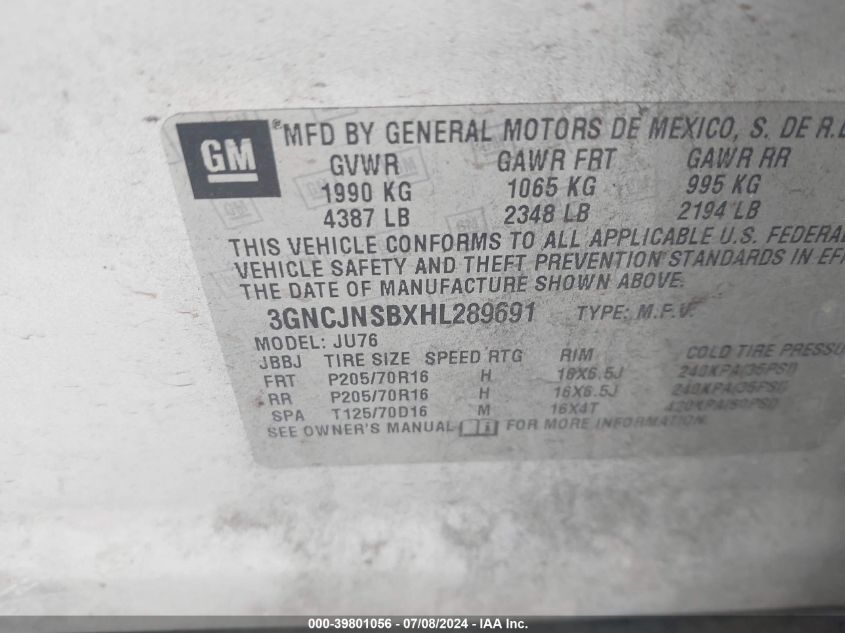 GM
®MFD BY GENERAL MOTORS DE MEXICO, S. DE R.L
GVWR GAWR FRT GAWR RR
1990 KG 1065 KG 995 KG
4387 LB 2348 LB 2194 LB
THIS VEHICLE CONFORMS TO ALL APPLICABLE U.S. FEDERAL
VEHICLE SAFETY AND THEFT PREVENTION STANDARDS IN EFF
THE DATE OF MANUFACTURE SHOWN ABOVE.
3GNCJNSBXHL289691 TYPE: M.P.V.
MODEL: JU76
JBBJ TIRE SIZE SPEED RTG RIM COLD TIRE PRESSU
FRT P205/70R16 H 16X6.5J 240KPA(35PSI)
RR P205/70R16 H 16X6.5J 240KPA(35PSI)
SPA T125/70D16 M 16X4T 420KPA(60PSI)
SEE OWNER'S MANUAL FOR MORE INFORMATION.
000-39801056 - 07/08/2024 - IAA Inc.